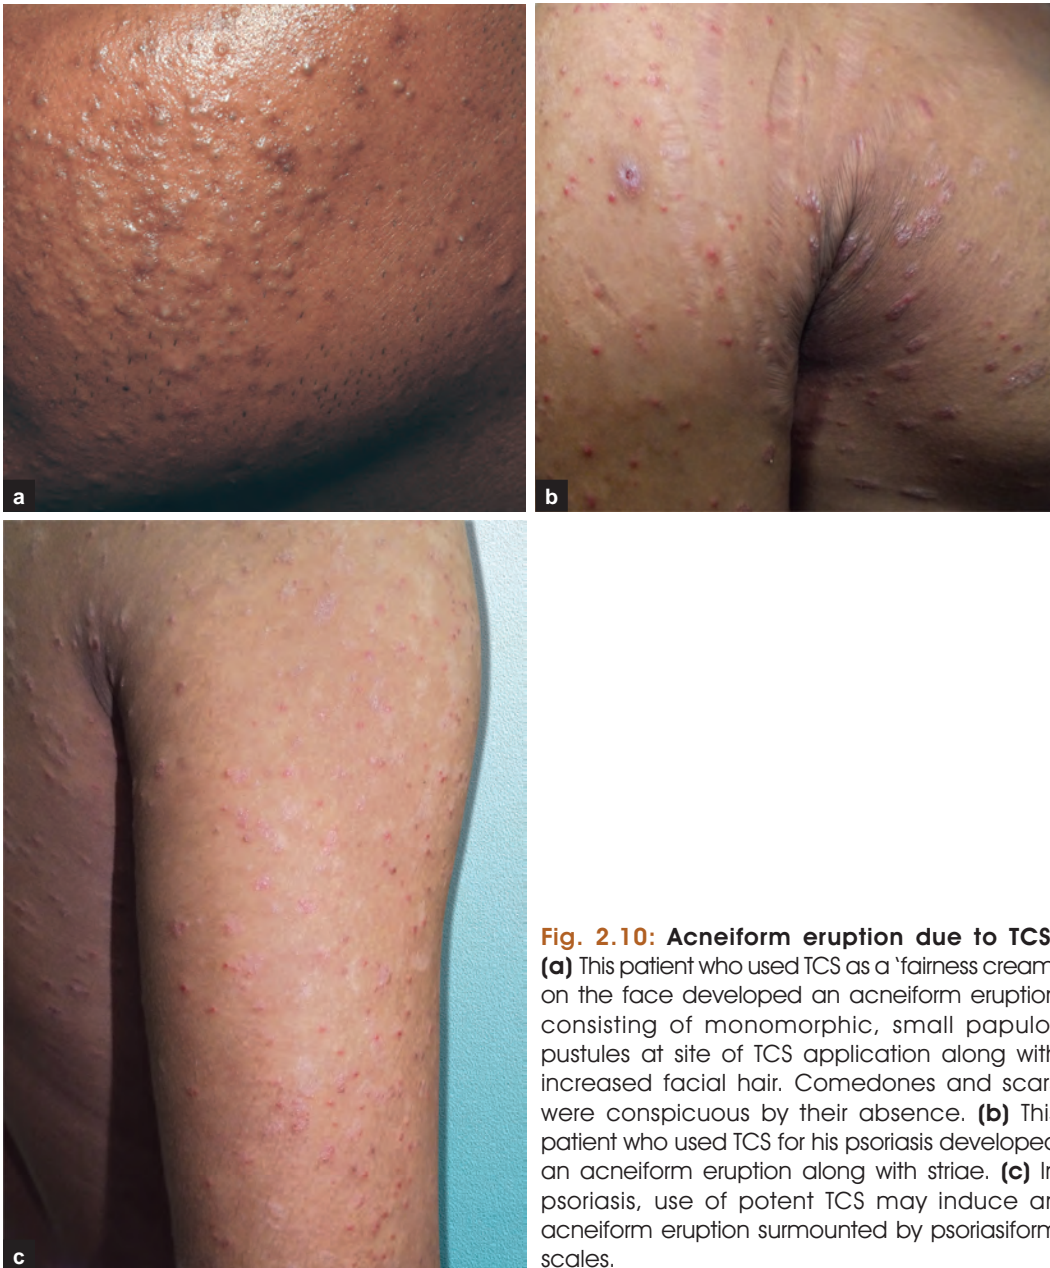 a
b
c
Fig. 2.10: Acneiform eruption due to TCS
(a) This patient who used TCS as a ‘fairness cream
on the face developed an acneiform eruption
consisting of monomorphic, small papulo
pustules at site of TCS application along with
increased facial hair. Comedones and scar
were conspicuous by their absence. (b) Thi
patient who used TCS for his psoriasis developed
an acneiform eruption along with striae. (c) In
psoriasis, use of potent TCS may induce an
acneiform eruption surmounted by psoriasiform
scales.